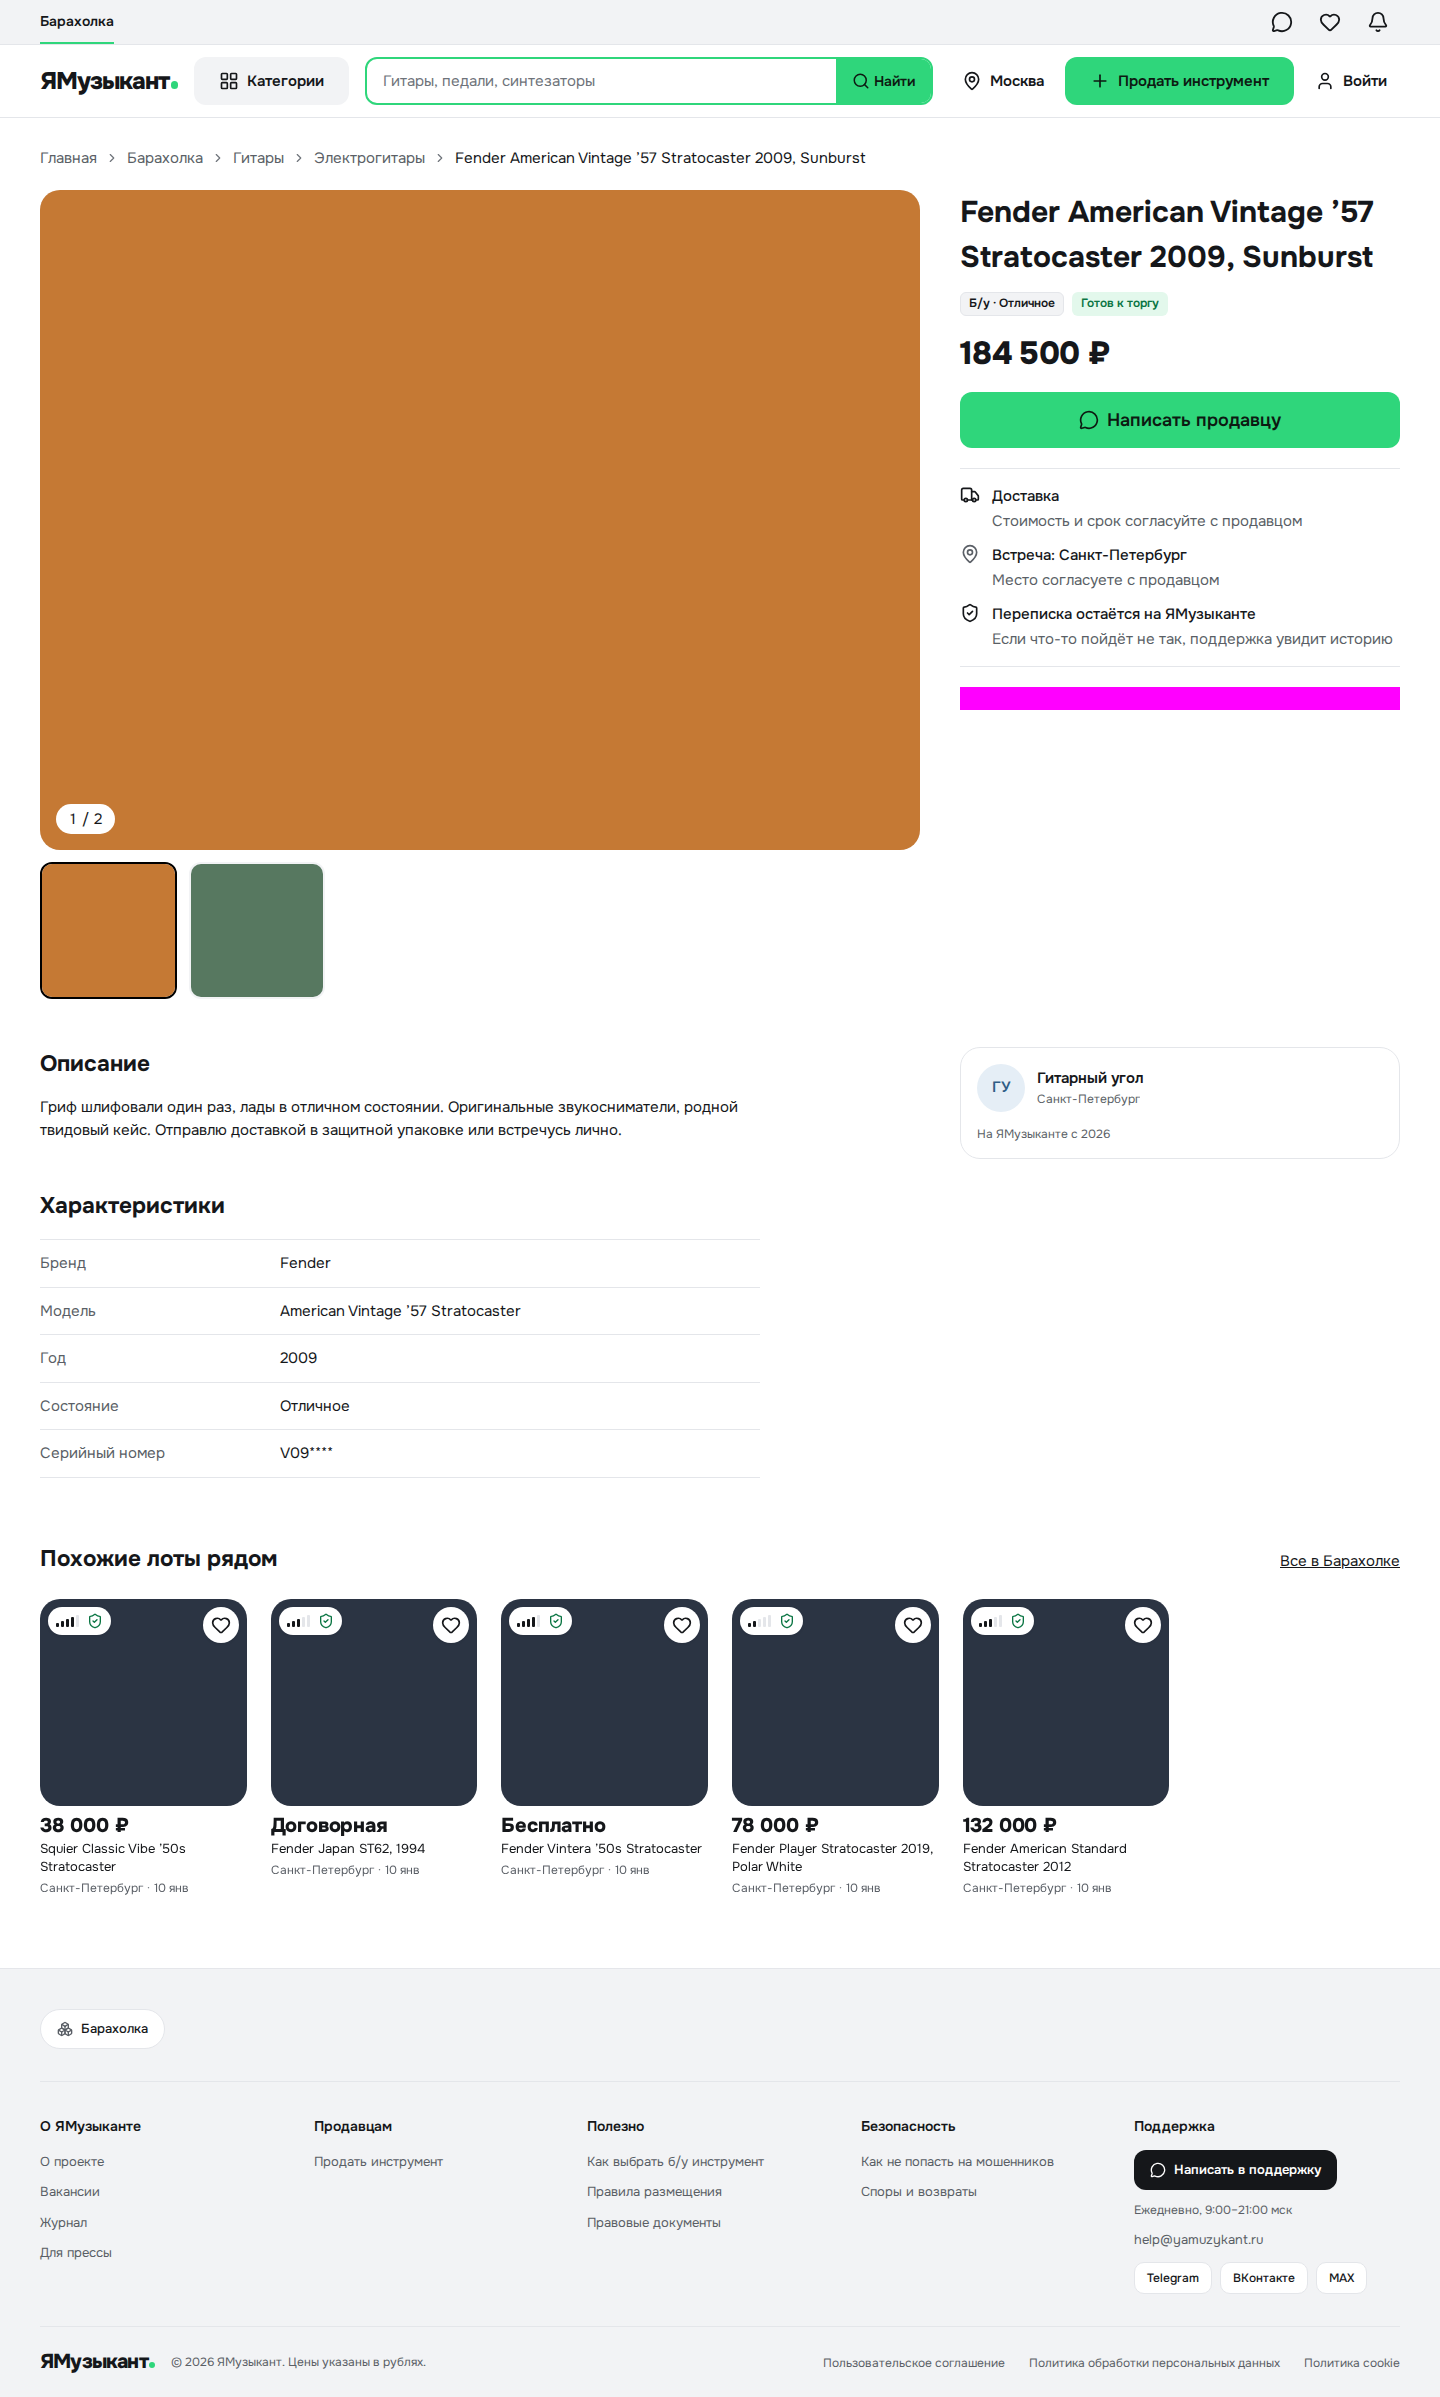 Барахолка
ЯМузыкант.
Категории
Гитары, педали, синтезаторы
Найти
Москва
Продать инструмент
Войти
Главная
Барахолка
Гитары
Электрогитары
Fender American Vintage ’57 Stratocaster 2009, Sunburst
Fender American Vintage ’57
Stratocaster 2009, Sunburst
Б/у · Отличное
Готов к торгу
184 500 ₽
Написать продавцу
Доставка
Стоимость и срок согласуйте с продавцом
Встреча: Санкт-Петербург
Место согласуете с продавцом
Переписка остаётся на ЯМузыканте
Если что-то пойдёт не так, поддержка увидит историю
1 / 2
Описание
Гриф шлифовали один раз, лады в отличном состоянии. Оригинальные звукосниматели, родной
твидовый кейс. Отправлю доставкой в защитной упаковке или встречусь лично.
ГУ
Гитарный угол
Санкт-Петербург
На ЯМузыканте с 2026
Характеристики
Бренд
Fender
Модель
American Vintage ’57 Stratocaster
Год
2009
Состояние
Отличное
Серийный номер
V09****
Похожие лоты рядом
Все в Барахолке
38 000 ₽
Squier Classic Vibe ’50s
Stratocaster
Санкт-Петербург · 10 янв
Договорная
Fender Japan ST62, 1994
Санкт-Петербург · 10 янв
Бесплатно
Fender Vintera ’50s Stratocaster
Санкт-Петербург · 10 янв
78 000 ₽
Fender Player Stratocaster 2019,
Polar White
Санкт-Петербург · 10 янв
132 000 ₽
Fender American Standard
Stratocaster 2012
Санкт-Петербург · 10 янв
Барахолка
О ЯМузыканте
О проекте
Вакансии
Журнал
Для прессы
Продавцам
Продать инструмент
Полезно
Как выбрать б/у инструмент
Правила размещения
Правовые документы
Безопасность
Как не попасть на мошенников
Споры и возвраты
Поддержка
Написать в поддержку
Ежедневно, 9:00–21:00 мск
help@yamuzykant.ru
Telegram
ВКонтакте
MAX
ЯМузыкант.
© 2026 ЯМузыкант. Цены указаны в рублях.
Пользовательское соглашение
Политика обработки персональных данных
Политика cookie